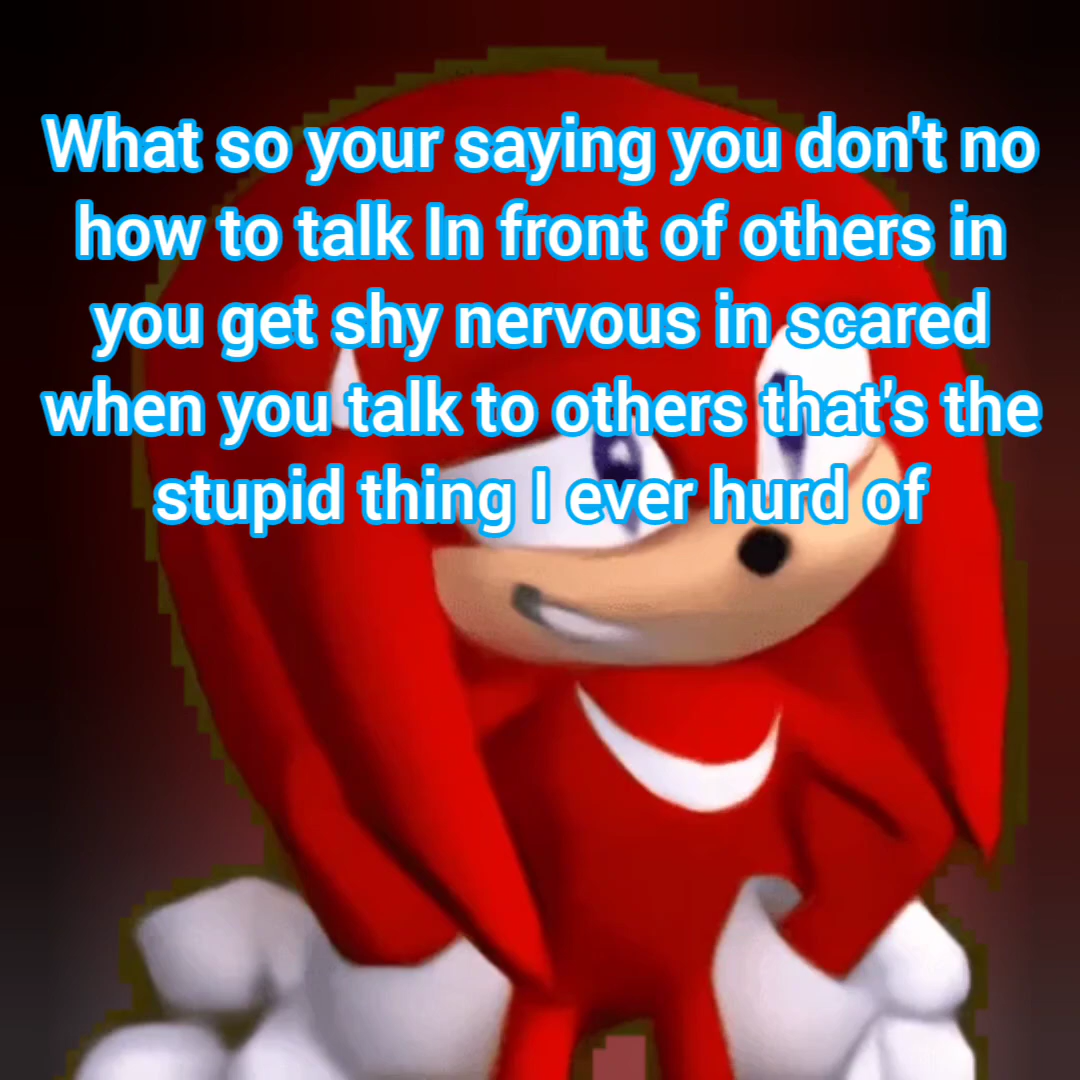 What so your saying you don't no
how to talk In front of others in
you get shy nervous in scared
when you talk to others that's the
stupid thing I ever hurd of